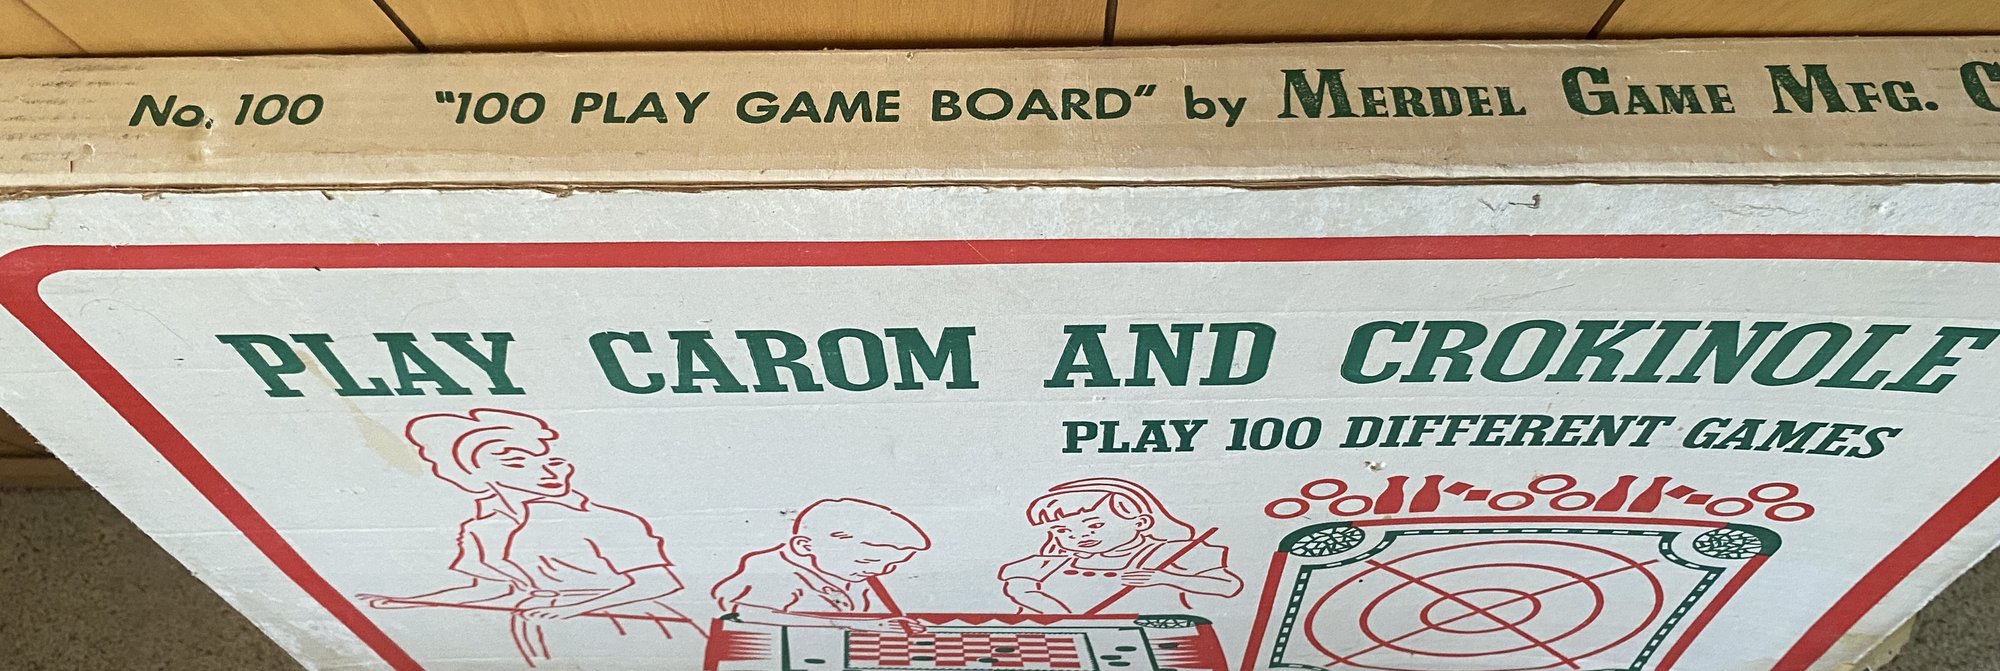 No. 100 "100 PLAY GAME BOARD" by MERDEL GAME MFG.
PLAY CAROM AND CROKINOLE
PLAY 100 DIFFERENT GAMES